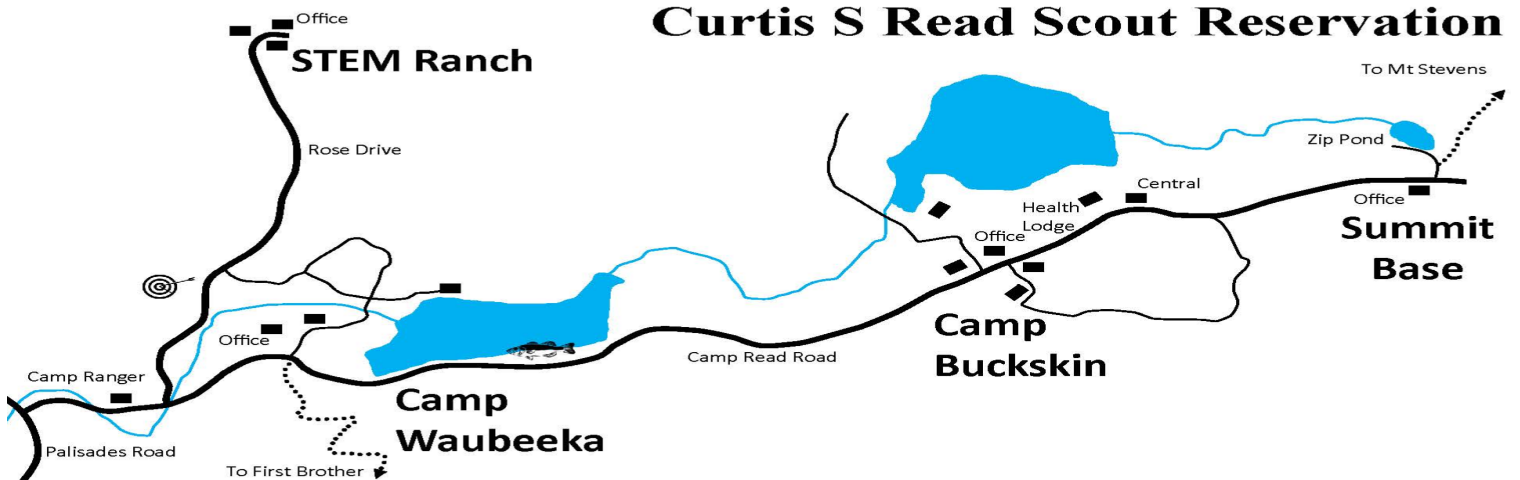 Curtis S Read Scout Reservation
Office
STEM Ranch
To Mt Stevens
Rose Drive
Zip Pond
Central
Health
Lodge
Office
Office
Summit
Base
Office
Camp
Buckskin
Camp Read Road
Camp Ranger
Camp
Waubeeka
Palisades Road
To First Brother